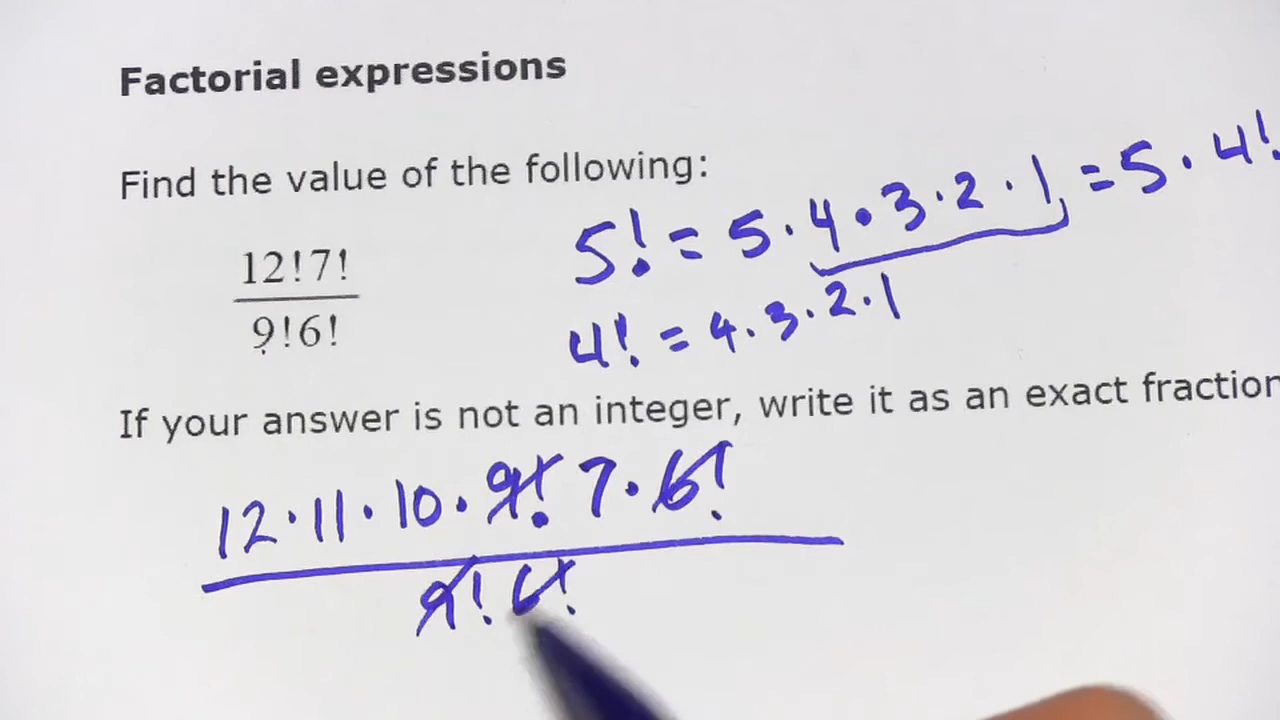 Factorial expressions
Find the value of the following:
5! = 5 · 4 · 3 · 2 · 1 = 5 · 4!
12!7!
9!6!
4! = 4 · 3 · 2 · 1
If your answer is not an integer, write it as an exact fraction
12 · 11 · 10 · 9! 7 · 6!
9! 6!